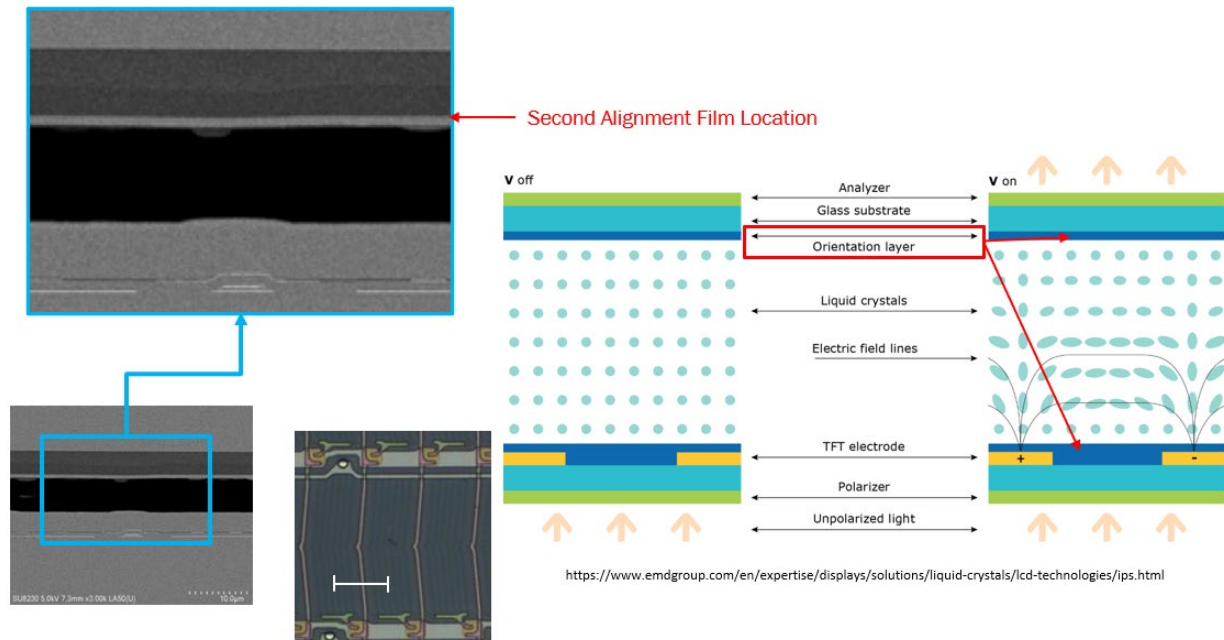 Second Alignment Film Location
V off
Analyzer
V on
Glass substrate
Orientation layer
Liquid crystals
Electric field lines
TFT electrode
+
-
Polarizer
Unpolarized light
https://www.emdgroup.com/en/expertise/displays/solutions/liquid-crystals/lcd-technologies/ips.html
SU8230 5.0kV 7.3mm x3.00k LA50(U)
10.0µm